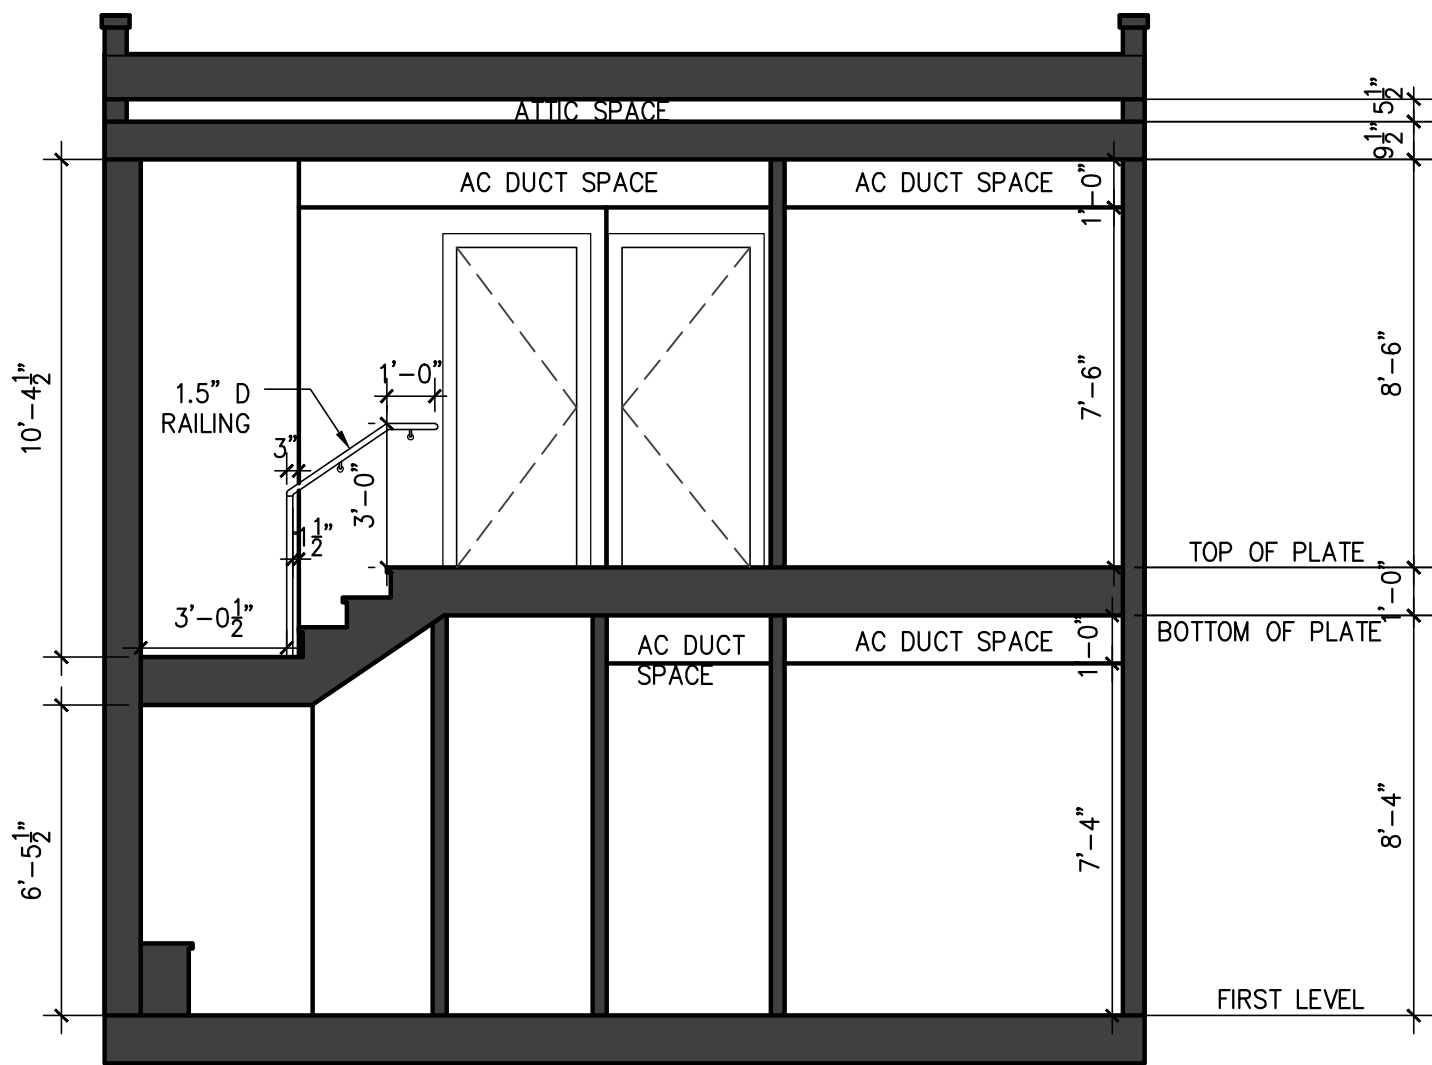 5½"
ATTIC SPACE
9½"
AC DUCT SPACE
AC DUCT SPACE
1'-0"
10'-4½"
1.5" D
RAILING
1'-0"
3"
3'-0"
1½"
7'-6"
8'-6"
TOP OF PLATE
3'-0½"
1'-0"
BOTTOM OF PLATE
AC DUCT
SPACE
AC DUCT SPACE
1'-0"
6'-5½"
7'-4"
8'-4"
FIRST LEVEL